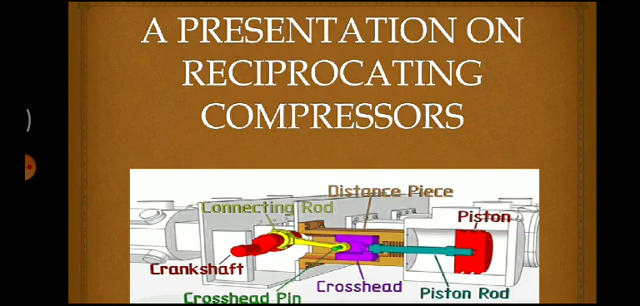 A PRESENTATION ON
RECIPROCATING
COMPRESSORS
Distance Piece
Connecting Rod
Piston
Crankshaft
Crosshead
Piston Rod
Crosshead Pin